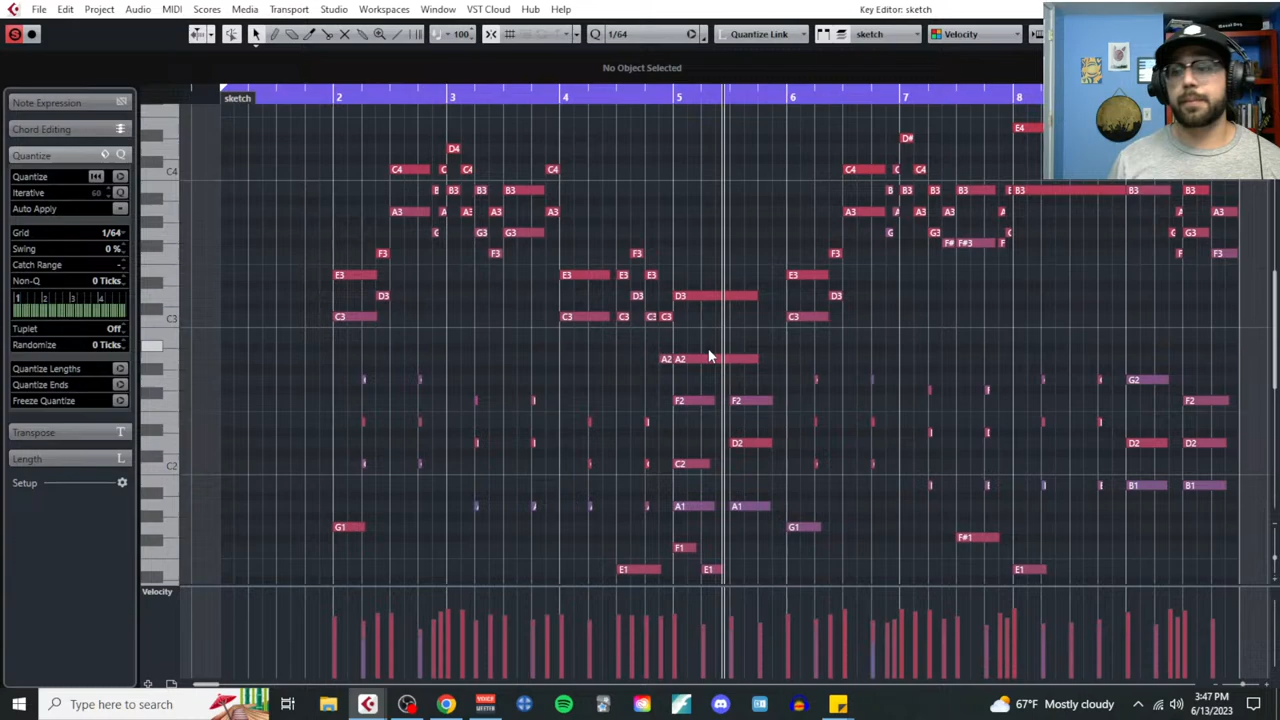 File Edit Project Audio MIDI Scores Media Transport Studio Workspaces Window VST Cloud Hub Help Key Editor: sketch
100 Q 1/64 Quantize Link sketch Velocity
No Object Selected
sketch 2 3 4 5 6 7 8
Note Expression
Chord Editing
Quantize Q
Quantize
Iterative 60 Q
Auto Apply
Grid 1/64
Swing 0 %
Catch Range -
Non-Q 0 Ticks
1 2 3 4
Tuplet Off
Randomize 0 Ticks
Quantize Lengths
Quantize Ends
Freeze Quantize
Transpose T
Length L
Setup
E4
D# 
D4
C4 C4 C C4 C4 C4 C C4
B B3 B3 B3 B B3 B3 B3 B B3 B3 B3
A3 A A3 A3 A3 A3 A A3 A3 A A A3
G G3 G3 G G3 G G3
F# F#3 F
F3 F3 F3 F3 F F3
E3 E3 E3 E3 E3
D3 D3 D3 D3
C3 C3 C3 C3 C3 C3 C3
A2 A2
G2
F2 F2 F2
D2 D2 D2
C2 C2
B1 B1
A1 A1
G1 G1
F#1
F1
E1 E1 E1
Velocity
Type here to search
67°F Mostly cloudy
3:47 PM
6/13/2023